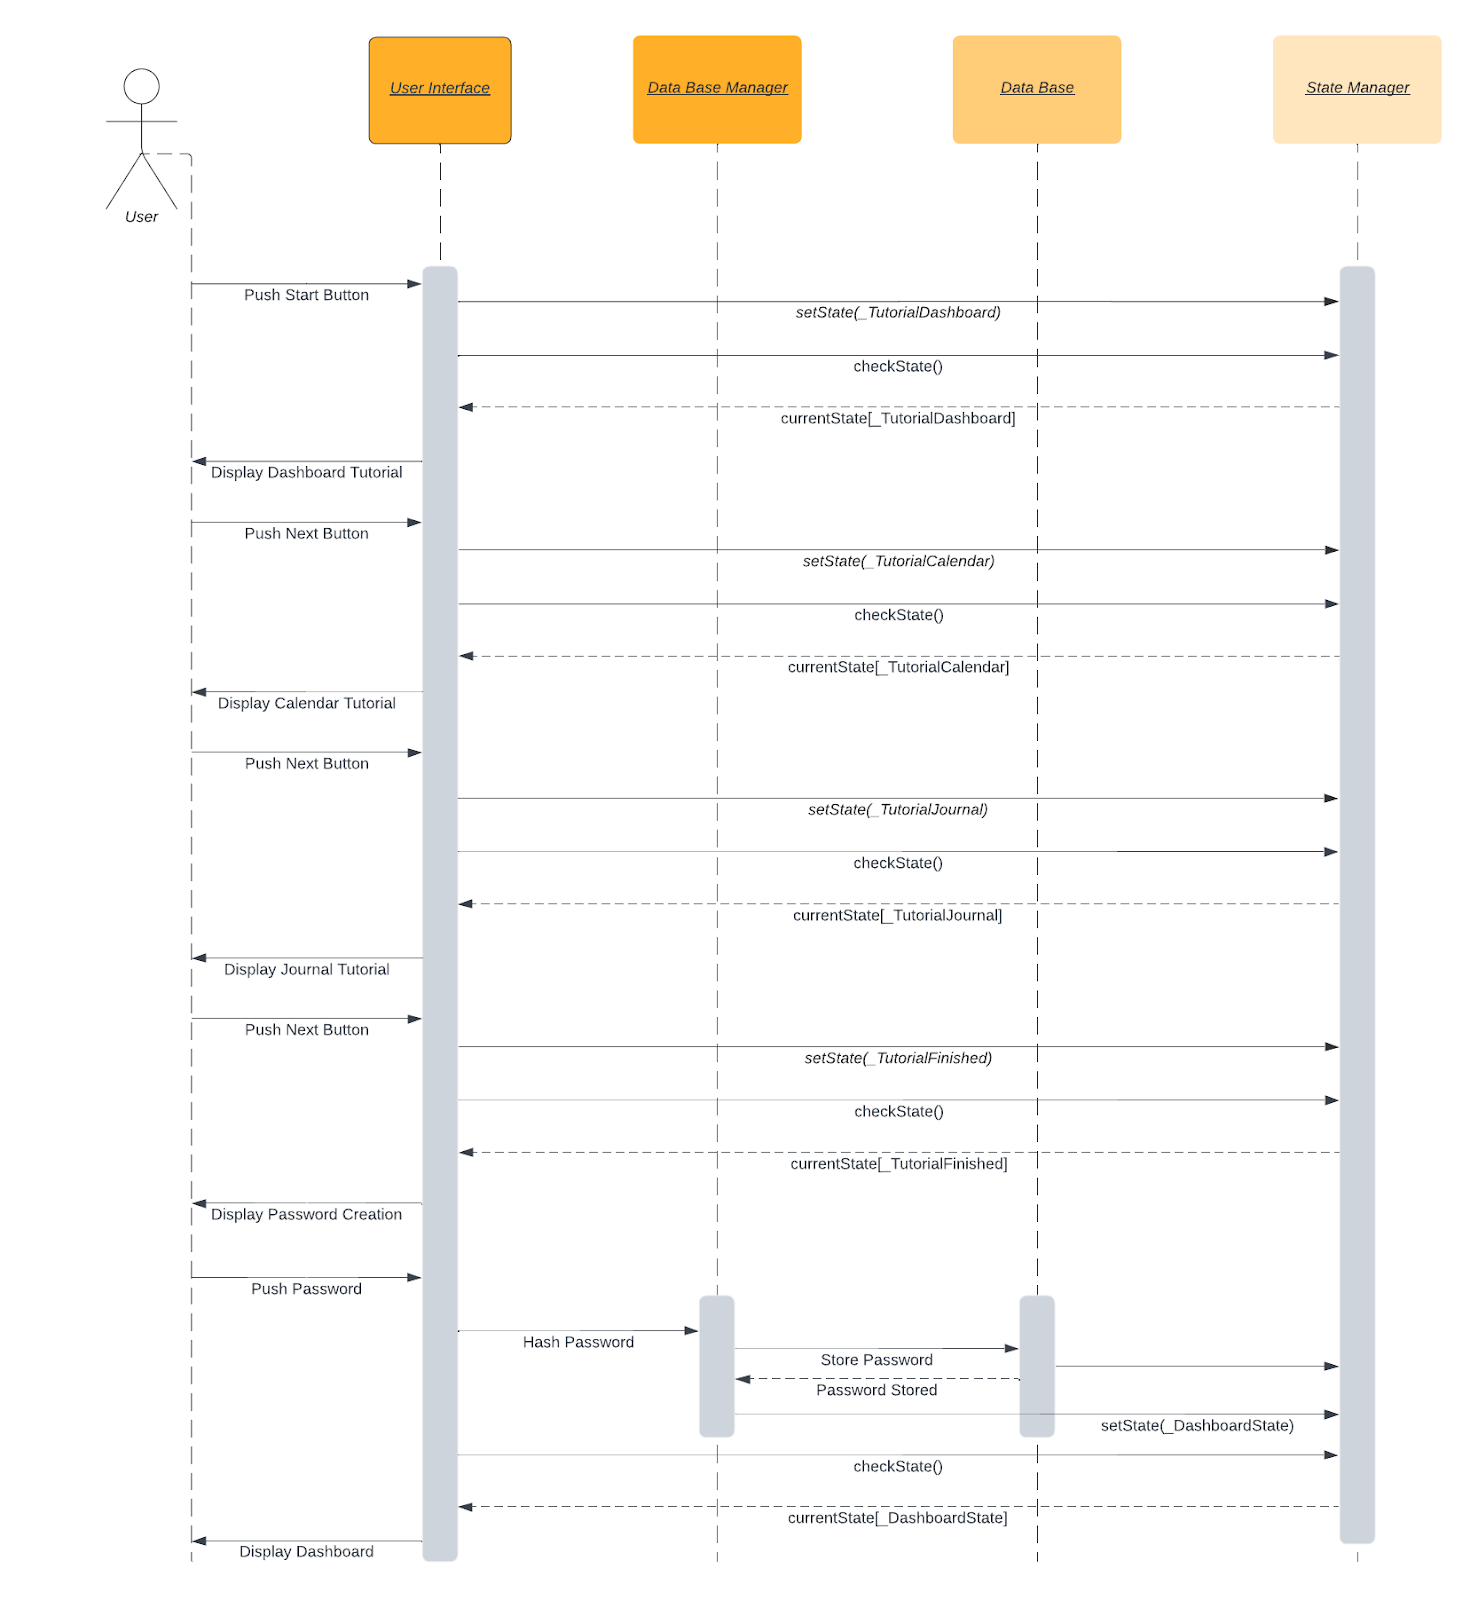 User Interface
Data Base Manager
Data Base
State Manager
User
Push Start Button
setState(_TutorialDashboard)
checkState()
currentState[_TutorialDashboard]
Display Dashboard Tutorial
Push Next Button
setState(_TutorialCalendar)
checkState()
currentState[_TutorialCalendar]
Display Calendar Tutorial
Push Next Button
setState(_TutorialJournal)
checkState()
currentState[_TutorialJournal]
Display Journal Tutorial
Push Next Button
setState(_TutorialFinished)
checkState()
currentState[_TutorialFinished]
Display Password Creation
Push Password
Hash Password
Store Password
Password Stored
setState(_DashboardState)
checkState()
currentState[_DashboardState]
Display Dashboard